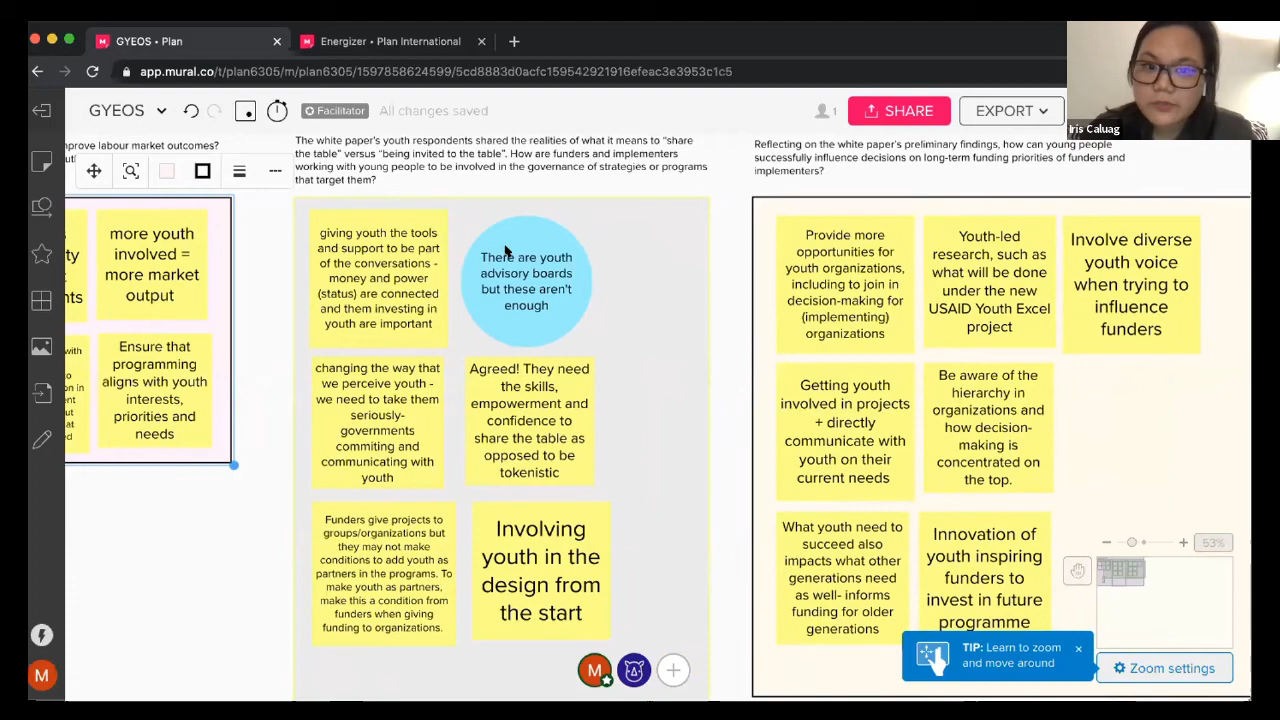 GYEOS • Plan
Energizer • Plan International
app.mural.co/t/plan6305/m/plan6305/1597858624599/5cd8883d0acfc159542921916efeac3e3953c1c5
Iris Caluag
GYEOS
Facilitator
All changes saved
1
SHARE
EXPORT
improve labour market outcomes?
more youth
involved =
more market
output
Ensure that
programming
aligns with youth
interests,
priorities and
needs
The white paper's youth respondents shared the realities of what it means to “share
the table” versus “being invited to the table”. How are funders and implementers
working with young people to be involved in the governance of strategies or programs
that target them?
giving youth the tools
and support to be part
of the conversations -
money and power
(status) are connected
and them investing in
youth are important
There are youth
advisory boards
but these aren't
enough
changing the way that
we perceive youth -
we need to take them
seriously-
governments
commiting and
communicating with
youth
Agreed! They need
the skills,
empowerment and
confidence to
share the table as
opposed to be
tokenistic
Funders give projects to
groups/organizations but
they may not make
conditions to add youth as
partners in the programs. To
make youth as partners,
make this a condition from
funders when giving
funding to organizations.
Involving
youth in the
design from
the start
Reflecting on the white paper's preliminary findings, how can young people
successfully influence decisions on long-term funding priorities of funders and
implementers?
Provide more
opportunities for
youth organizations,
including to join in
decision-making for
(implementing)
organizations
Youth-led
research, such as
what will be done
under the new
USAID Youth Excel
project
Involve diverse
youth voice
when trying to
influence
funders
Getting youth
involved in projects
+ directly
communicate with
youth on their
current needs
Be aware of the
hierarchy in
organizations and
how decision-
making is
concentrated on
the top.
What youth need to
succeed also
impacts what other
generations need
as well- informs
funding for older
generations
Innovation of
youth inspiring
funders to
invest in future
programme
53%
TIP: Learn to zoom
and move around
Zoom settings
M
M